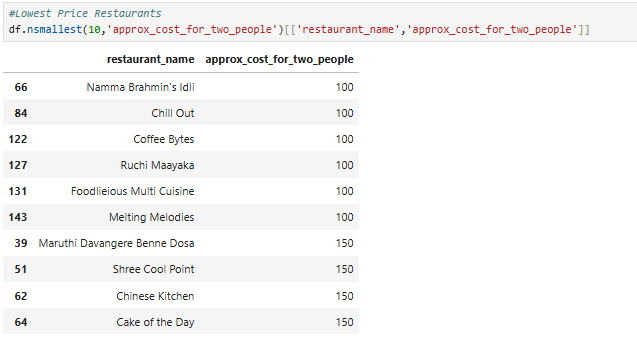 #Lowest Price Restaurants
df.nsmallest(10,'approx_cost_for_two_people')[['restaurant_name','approx_cost_for_two_people']]
restaurant_name approx_cost_for_two_people
66 Namma Brahmin's Idli 100
84 Chill Out 100
122 Coffee Bytes 100
127 Ruchi Maayaka 100
131 Foodlieious Multi Cuisine 100
143 Melting Melodies 100
39 Maruthi Davangere Benne Dosa 150
51 Shree Cool Point 150
62 Chinese Kitchen 150
64 Cake of the Day 150